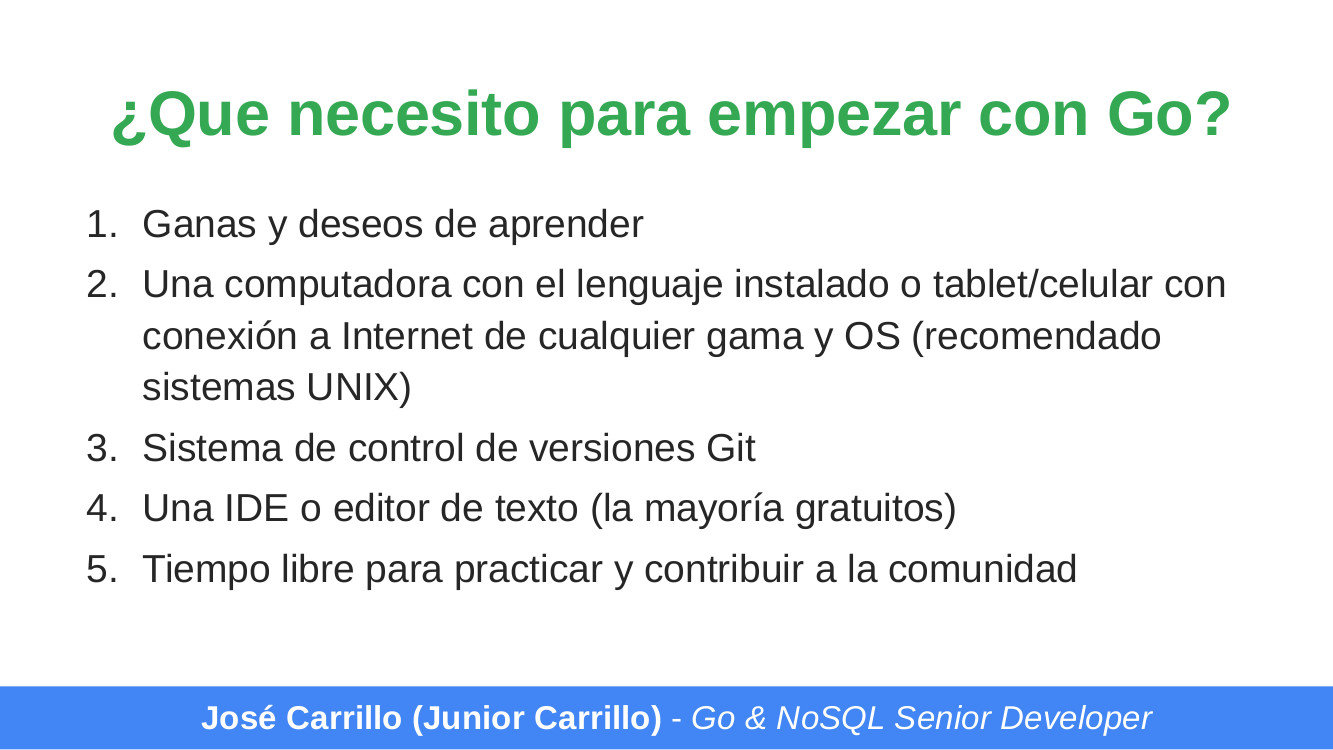 ¿Que necesito para empezar con Go?
1. Ganas y deseos de aprender
2. Una computadora con el lenguaje instalado o tablet/celular con
conexión a Internet de cualquier gama y OS (recomendado
sistemas UNIX)
3. Sistema de control de versiones Git
4. Una IDE o editor de texto (la mayoría gratuitos)
5. Tiempo libre para practicar y contribuir a la comunidad
José Carrillo (Junior Carrillo) - Go & NoSQL Senior Developer